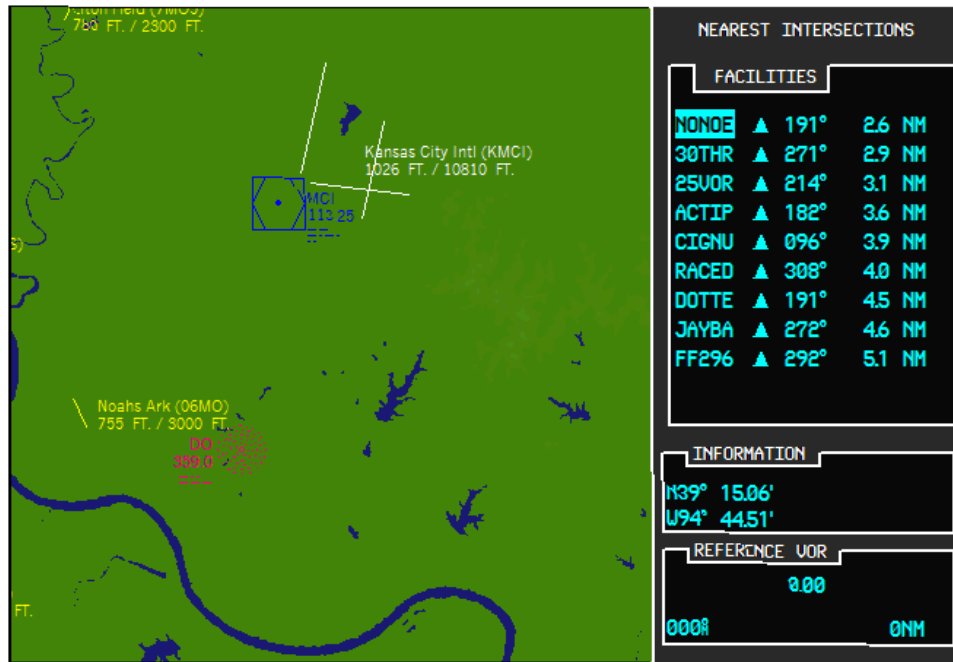 Field (7MO5)
780 FT. / 2300 FT.
Kansas City Intl (KMCI)
1026 FT. / 10810 FT.
MCI
113.25
S)
Noahs Ark (06MO)
755 FT. / 3000 FT.
DO
359.0
FT.
NEAREST INTERSECTIONS
FACILITIES
NONOE ▲ 191° 2.6 NM
30THR ▲ 271° 2.9 NM
25VOR ▲ 214° 3.1 NM
ACTIP ▲ 182° 3.6 NM
CIGNU ▲ 096° 3.9 NM
RACED ▲ 308° 4.0 NM
DOTTE ▲ 191° 4.5 NM
JAYBA ▲ 272° 4.6 NM
FF296 ▲ 292° 5.1 NM
INFORMATION
N39° 15.06'
W94° 44.51'
REFERENCE VOR
0.00
000° 0NM